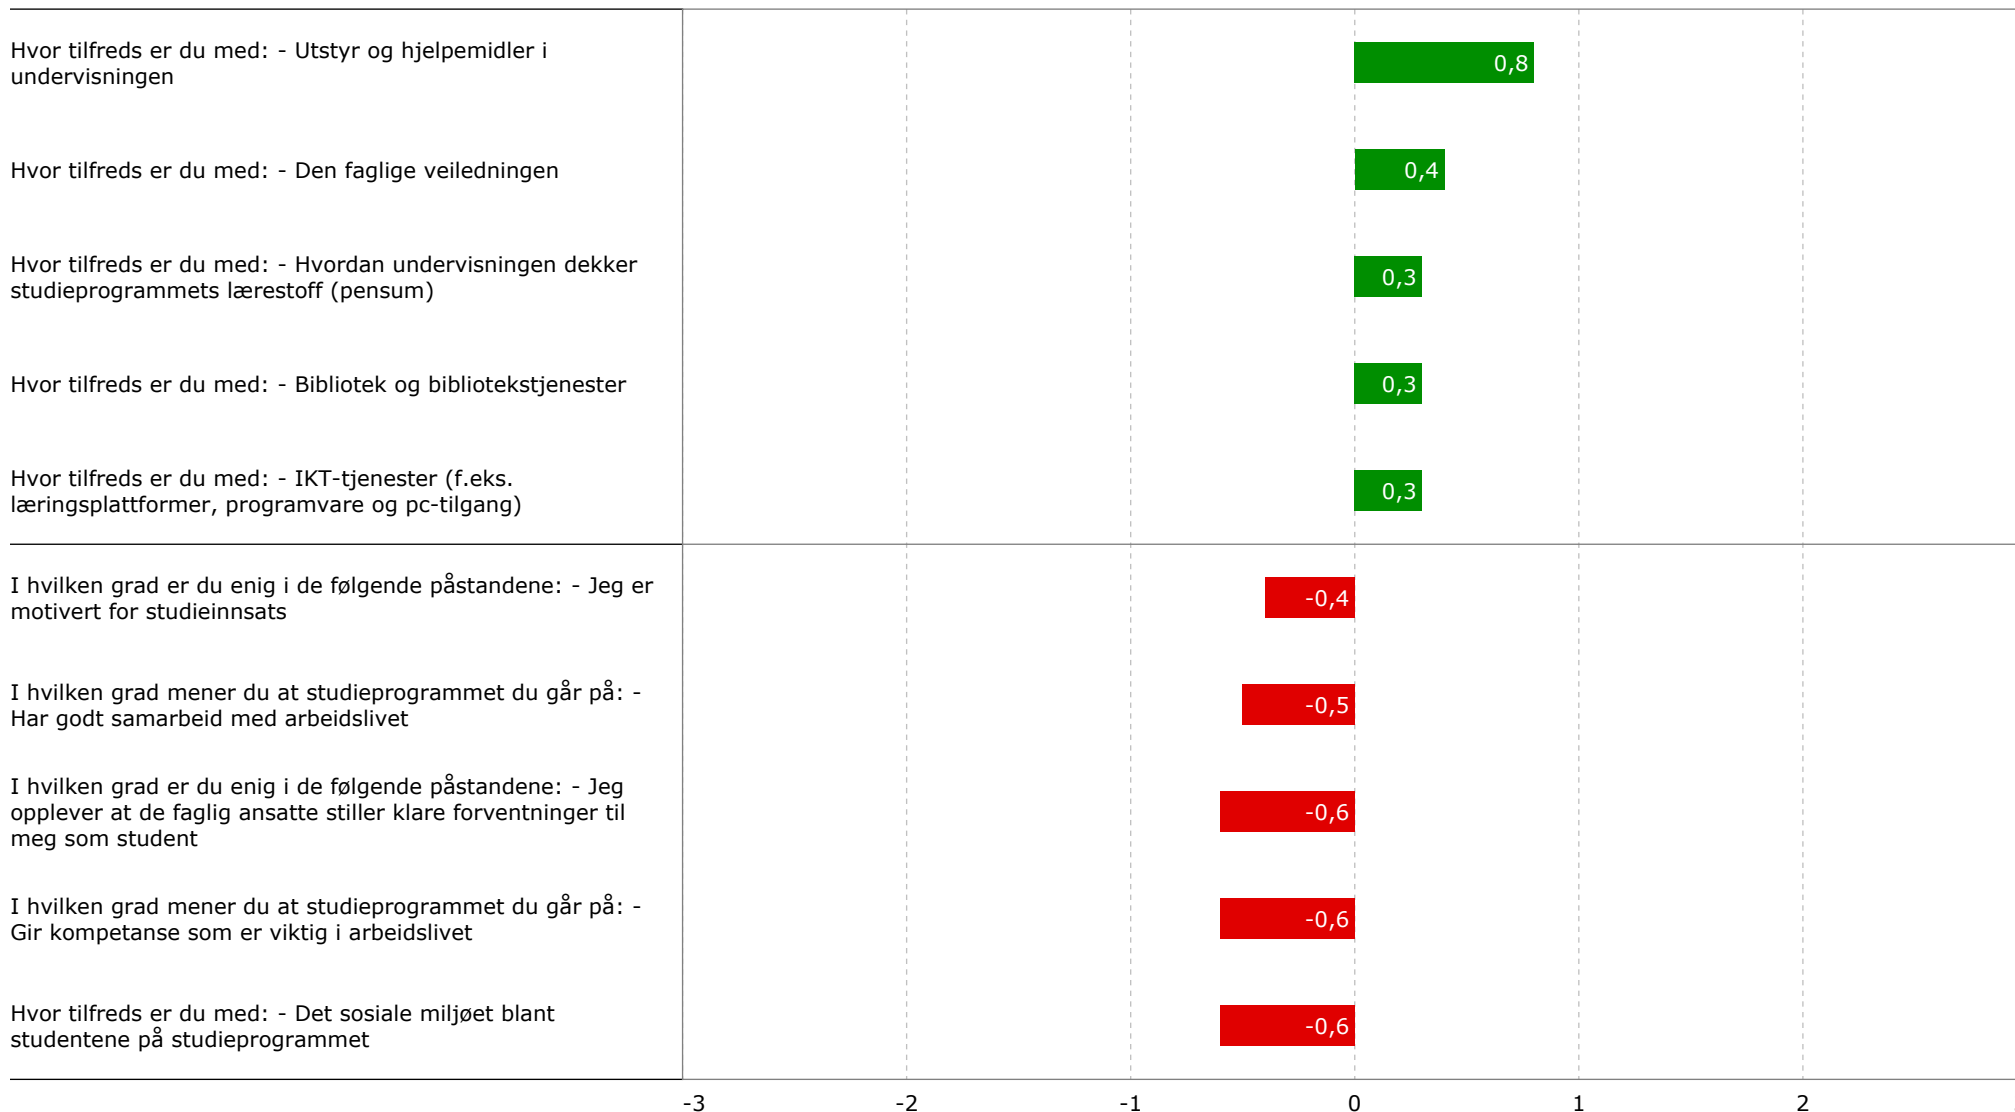 Hvor tilfreds er du med: - Utstyr og hjelpemidler i
undervisningen
0,8
Hvor tilfreds er du med: - Den faglige veiledningen
0,4
Hvor tilfreds er du med: - Hvordan undervisningen dekker
studieprogrammets lærestoff (pensum)
0,3
Hvor tilfreds er du med: - Bibliotek og bibliotekstjenester
0,3
Hvor tilfreds er du med: - IKT-tjenester (f.eks.
læringsplattformer, programvare og pc-tilgang)
0,3
I hvilken grad er du enig i de følgende påstandene: - Jeg er
motivert for studieinnsats
-0,4
I hvilken grad mener du at studieprogrammet du går på: -
Har godt samarbeid med arbeidslivet
-0,5
I hvilken grad er du enig i de følgende påstandene: - Jeg
opplever at de faglig ansatte stiller klare forventninger til
meg som student
-0,6
I hvilken grad mener du at studieprogrammet du går på: -
Gir kompetanse som er viktig i arbeidslivet
-0,6
Hvor tilfreds er du med: - Det sosiale miljøet blant
studentene på studieprogrammet
-0,6
-3 -2 -1 0 1 2